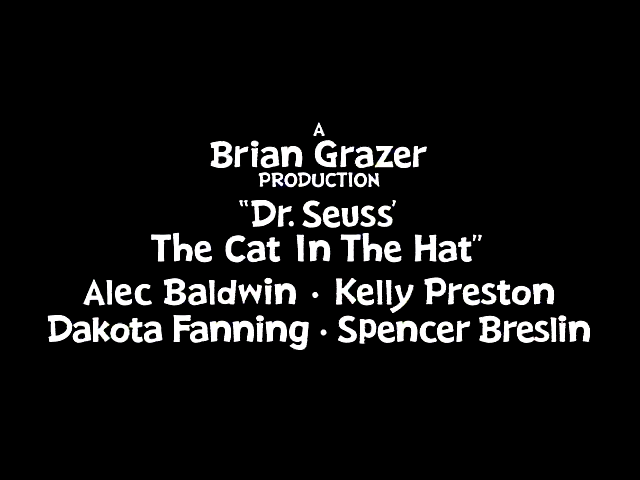 A
Brian Grazer
PRODUCTION
"Dr. Seuss'
The Cat In The Hat"
Alec Baldwin · Kelly Preston
Dakota Fanning · Spencer Breslin